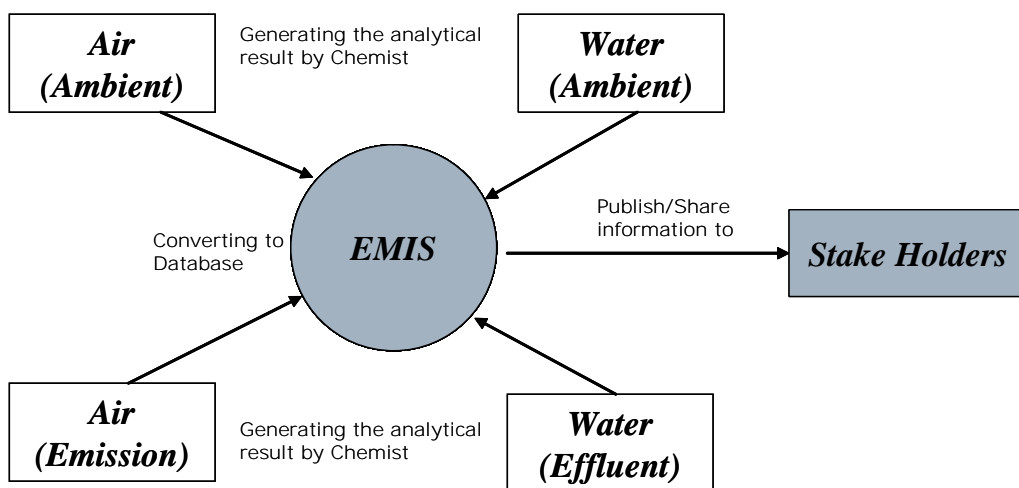 Air
(Ambient)
Generating the analytical
result by Chemist
Water
(Ambient)
Converting to
Database
EMIS
Publish/Share
information to
Stake Holders
Air
(Emission)
Generating the analytical
result by Chemist
Water
(Effluent)